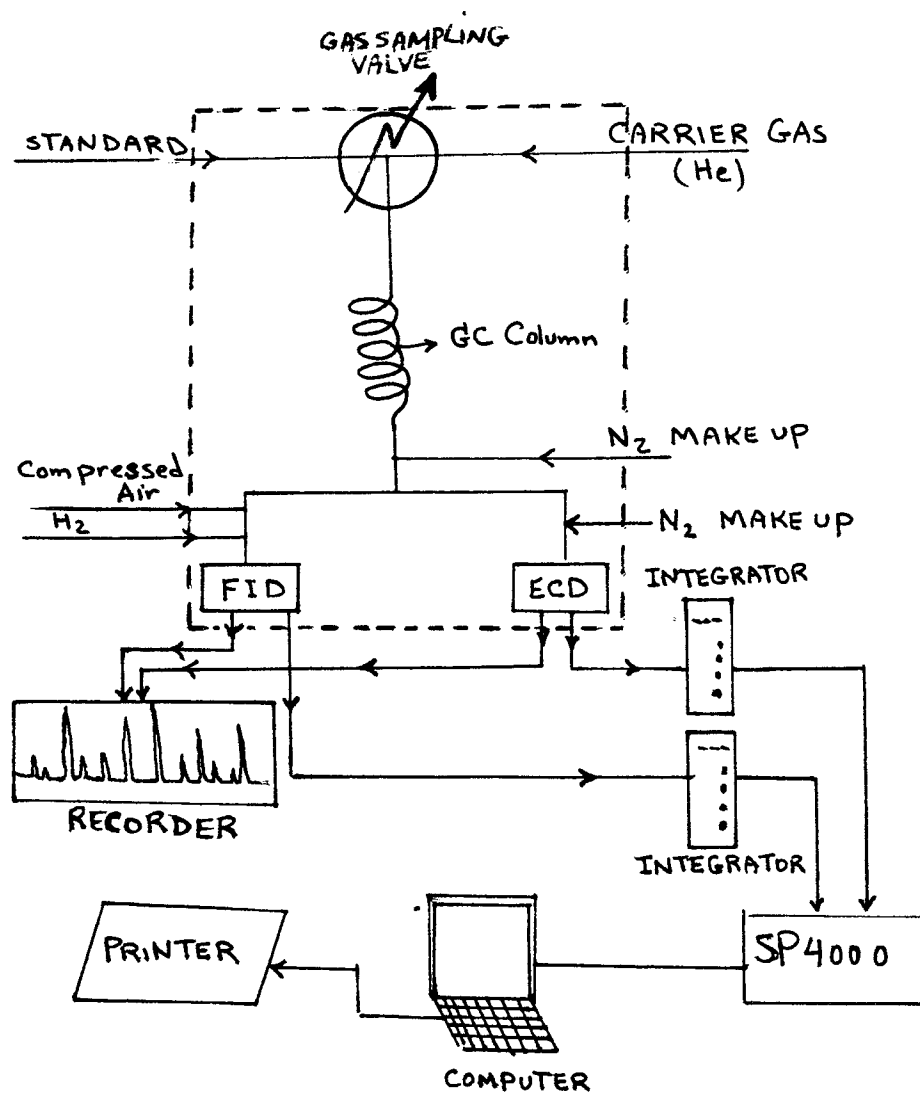 GAS SAMPLING
VALVE
STANDARD
CARRIER GAS
(He)
GC Column
N2 MAKE UP
Compressed
Air
H2
N2 MAKE UP
FID
ECD
INTEGRATOR
RECORDER
INTEGRATOR
PRINTER
SP4000
COMPUTER